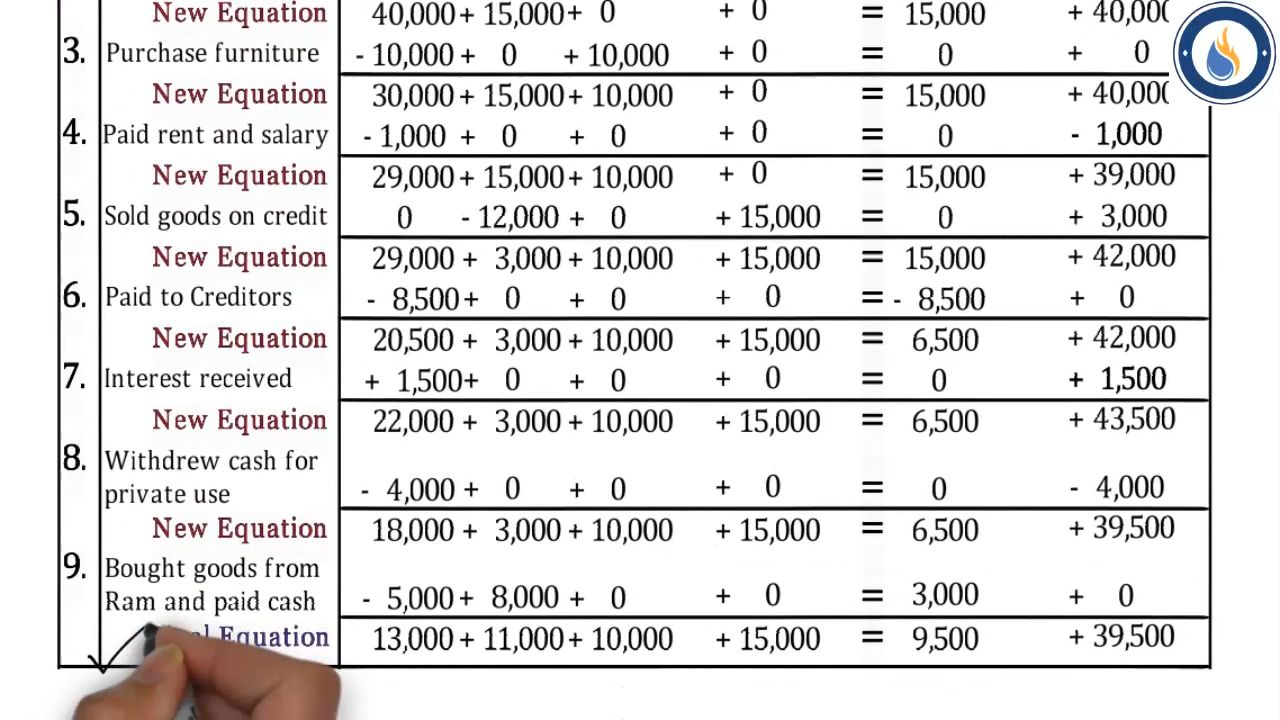 New Equation 40,000 + 15,000 + 0 + 0 = 15,000 + 40,000
3. Purchase furniture - 10,000 + 0 + 10,000 + 0 = 0 + 0
New Equation 30,000 + 15,000 + 10,000 + 0 = 15,000 + 40,000
4. Paid rent and salary - 1,000 + 0 + 0 + 0 = 0 - 1,000
New Equation 29,000 + 15,000 + 10,000 + 0 = 15,000 + 39,000
5. Sold goods on credit 0 - 12,000 + 0 + 15,000 = 0 + 3,000
New Equation 29,000 + 3,000 + 10,000 + 15,000 = 15,000 + 42,000
6. Paid to Creditors - 8,500 + 0 + 0 + 0 = - 8,500 + 0
New Equation 20,500 + 3,000 + 10,000 + 15,000 = 6,500 + 42,000
7. Interest received + 1,500 + 0 + 0 + 0 = 0 + 1,500
New Equation 22,000 + 3,000 + 10,000 + 15,000 = 6,500 + 43,500
8. Withdrew cash for
private use - 4,000 + 0 + 0 + 0 = 0 - 4,000
New Equation 18,000 + 3,000 + 10,000 + 15,000 = 6,500 + 39,500
9. Bought goods from
Ram and paid cash - 5,000 + 8,000 + 0 + 0 = 3,000 + 0
Equation 13,000 + 11,000 + 10,000 + 15,000 = 9,500 + 39,500